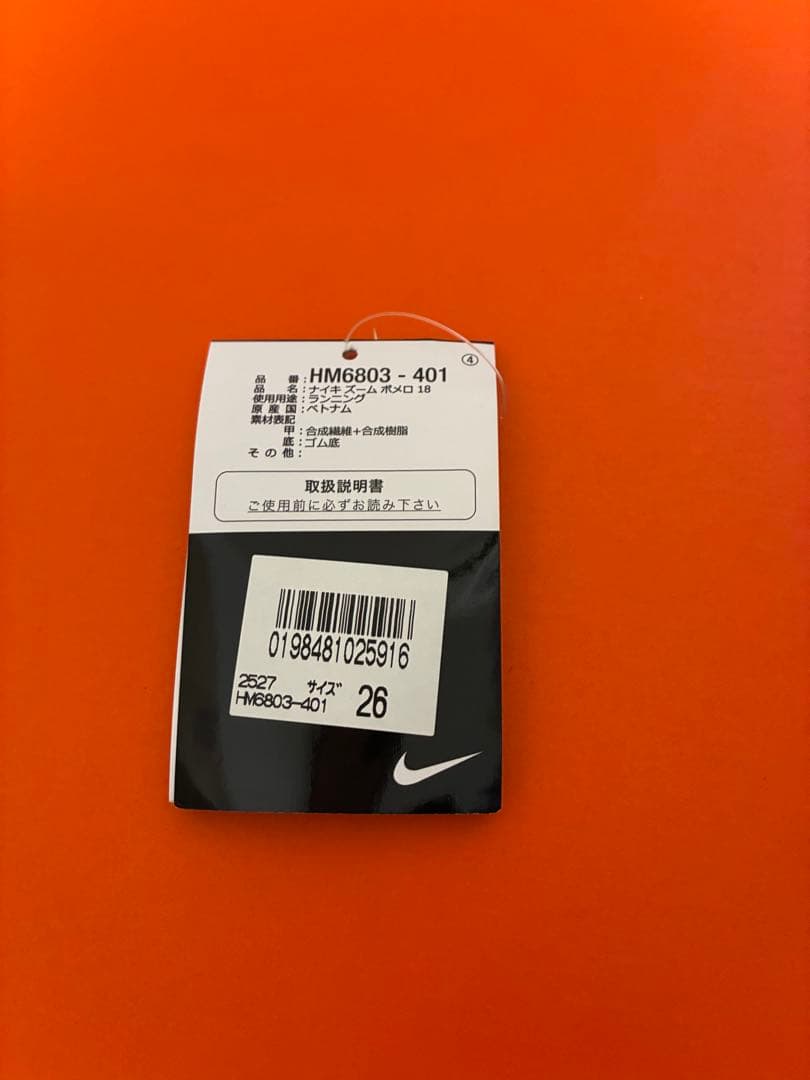 ④
品番:HM6803 - 401
品名:ナイキ ズーム ボメロ 18
使用用途:ランニング
原産国:ベトナム
素材表記
甲:合成繊維+合成樹脂
底:ゴム底
その他:
取扱説明書
ご使用前に必ずお読み下さい
0198481025916
2527 サイズ 26
HM6803-401